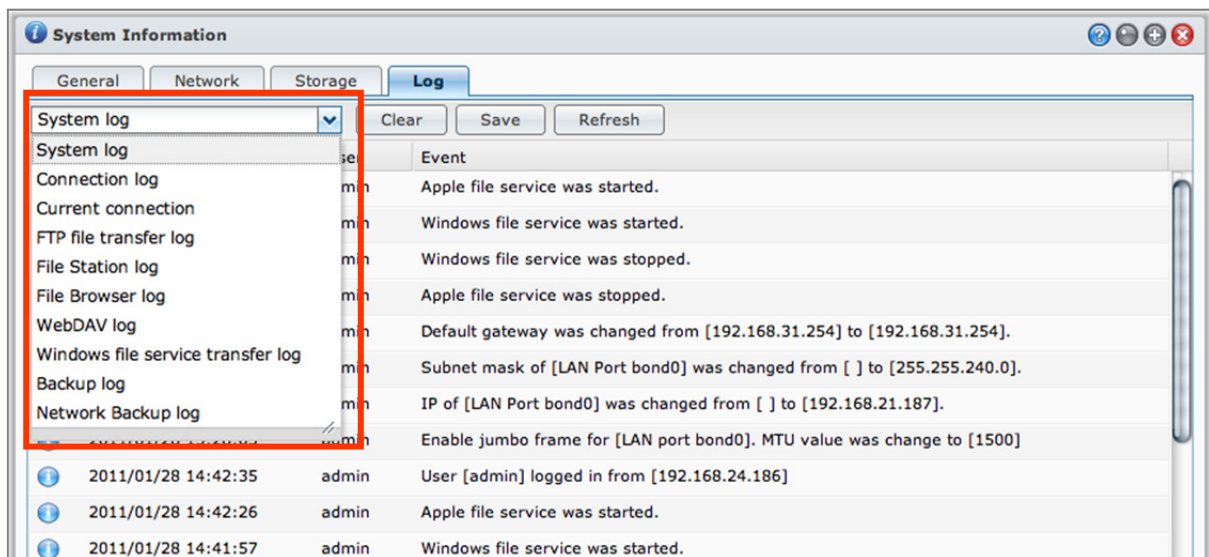 System Information
General Network Storage Log
System log Clear Save Refresh
System log
Event
Connection log
Apple file service was started.
Current connection
Windows file service was started.
FTP file transfer log
File Station log
Windows file service was stopped.
File Browser log
Apple file service was stopped.
WebDAV log
Default gateway was changed from [192.168.31.254] to [192.168.31.254].
Windows file service transfer log
Subnet mask of [LAN Port bond0] was changed from [ ] to [255.255.240.0].
Backup log
Network Backup log
IP of [LAN Port bond0] was changed from [ ] to [192.168.21.187].
Enable jumbo frame for [LAN port bond0]. MTU value was change to [1500]
2011/01/28 14:42:35 admin User [admin] logged in from [192.168.24.186]
2011/01/28 14:42:26 admin Apple file service was started.
2011/01/28 14:41:57 admin Windows file service was started.